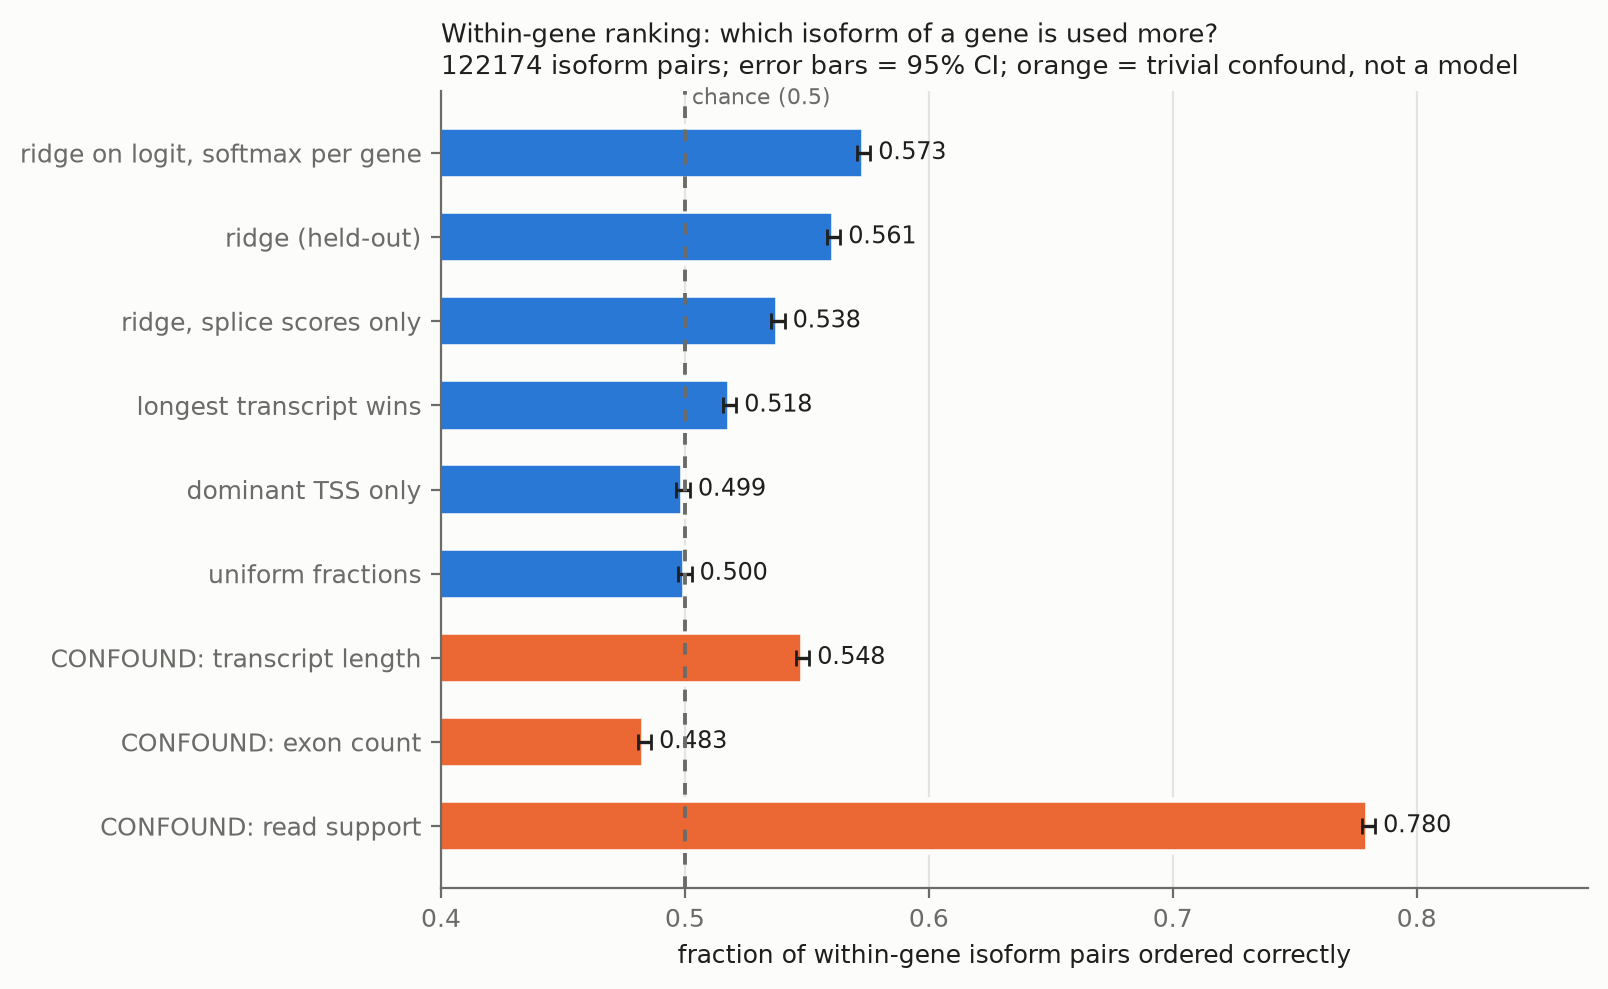 Within-gene ranking: which isoform of a gene is used more?
122174 isoform pairs; error bars = 95% CI; orange = trivial confound, not a model
chance (0.5)
ridge on logit, softmax per gene
0.573
ridge (held-out)
0.561
ridge, splice scores only
0.538
longest transcript wins
0.518
dominant TSS only
0.499
uniform fractions
0.500
CONFOUND: transcript length
0.548
CONFOUND: exon count
0.483
CONFOUND: read support
0.780
0.4 0.5 0.6 0.7 0.8
fraction of within-gene isoform pairs ordered correctly